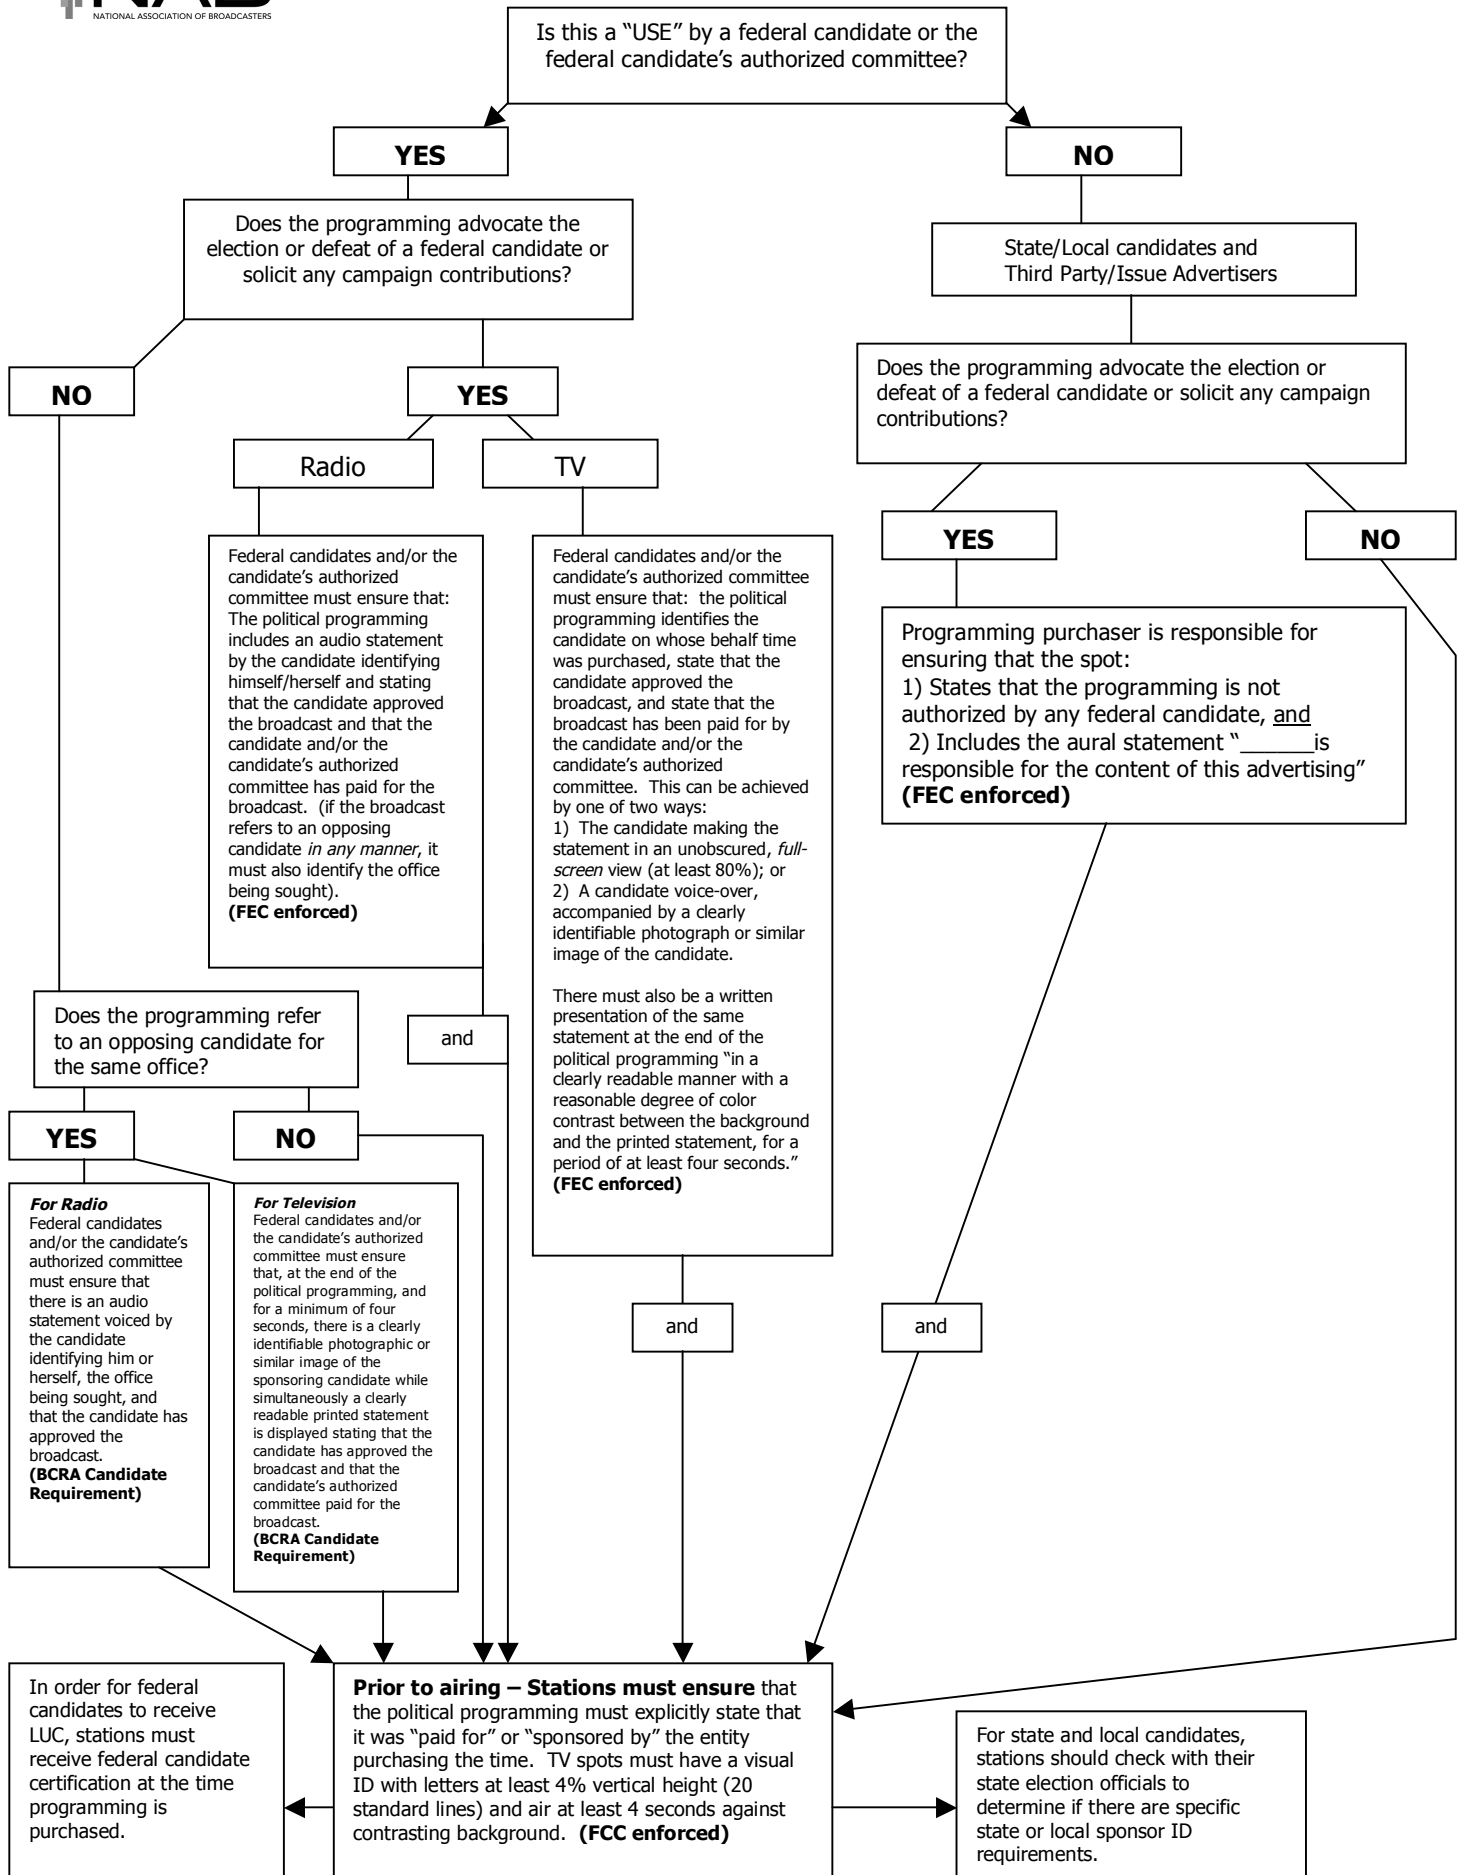 NAB
NATIONAL ASSOCIATION OF BROADCASTERS
Is this a “USE” by a federal candidate or the
federal candidate’s authorized committee?
YES
NO
Does the programming advocate the
election or defeat of a federal candidate or
solicit any campaign contributions?
State/Local candidates and
Third Party/Issue Advertisers
NO
YES
Does the programming advocate the election or
defeat of a federal candidate or solicit any campaign
contributions?
Radio
TV
YES
NO
Federal candidates and/or the
candidate’s authorized
committee must ensure that:
The political programming
includes an audio statement
by the candidate identifying
himself/herself and stating
that the candidate approved
the broadcast and that the
candidate and/or the
candidate’s authorized
committee has paid for the
broadcast.  (if the broadcast
refers to an opposing
candidate in any manner, it
must also identify the office
being sought).
(FEC enforced)
Federal candidates and/or the
candidate’s authorized committee
must ensure that:  the political
programming identifies the
candidate on whose behalf time
was purchased, state that the
candidate approved the
broadcast, and state that the
broadcast has been paid for by
the candidate and/or the
candidate’s authorized
committee.  This can be achieved
by one of two ways:
1)  The candidate making the
statement in an unobscured, full-
screen view (at least 80%); or
2)  A candidate voice-over,
accompanied by a clearly
identifiable photograph or similar
image of the candidate.
There must also be a written
presentation of the same
statement at the end of the
political programming “in a
clearly readable manner with a
reasonable degree of color
contrast between the background
and the printed statement, for a
period of at least four seconds.”
(FEC enforced)
Programming purchaser is responsible for
ensuring that the spot:
1) States that the programming is not
authorized by any federal candidate, and
2) Includes the aural statement “______is
responsible for the content of this advertising”
(FEC enforced)
Does the programming refer
to an opposing candidate for
the same office?
and
YES
NO
For Radio
Federal candidates
and/or the candidate’s
authorized committee
must ensure that
there is an audio
statement voiced by
the candidate
identifying him or
herself, the office
being sought, and
that the candidate has
approved the
broadcast.
(BCRA Candidate
Requirement)
For Television
Federal candidates and/or
the candidate’s authorized
committee must ensure
that, at the end of the
political programming, and
for a minimum of four
seconds, there is a clearly
identifiable photographic or
similar image of the
sponsoring candidate while
simultaneously a clearly
readable printed statement
is displayed stating that the
candidate has approved the
broadcast and that the
candidate’s authorized
committee paid for the
broadcast.
(BCRA Candidate
Requirement)
and
and
In order for federal
candidates to receive
LUC, stations must
receive federal candidate
certification at the time
programming is
purchased.
Prior to airing – Stations must ensure that
the political programming must explicitly state that
it was “paid for” or “sponsored by” the entity
purchasing the time.  TV spots must have a visual
ID with letters at least 4% vertical height (20
standard lines) and air at least 4 seconds against
contrasting background.  (FCC enforced)
For state and local candidates,
stations should check with their
state election officials to
determine if there are specific
state or local sponsor ID
requirements.